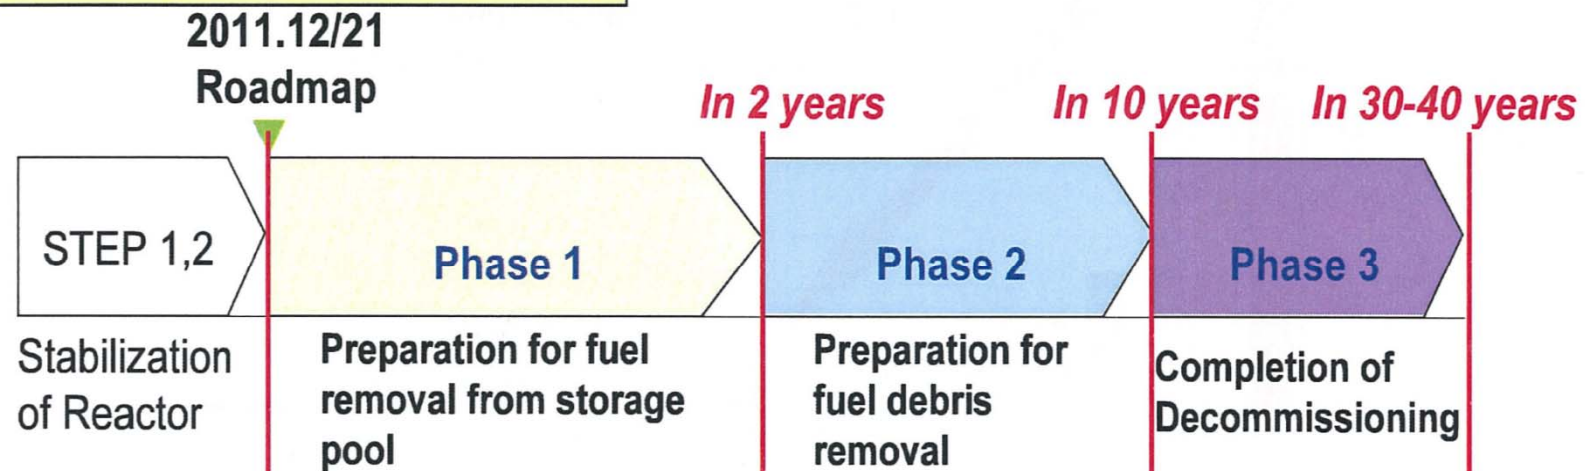 2011.12/21
Roadmap
In 2 years
In 10 years
In 30-40 years
STEP 1,2
Phase 1
Phase 2
Phase 3
Stabilization
of Reactor
Preparation for fuel
removal from storage
pool
Preparation for
fuel debris
removal
Completion of
Decommissioning